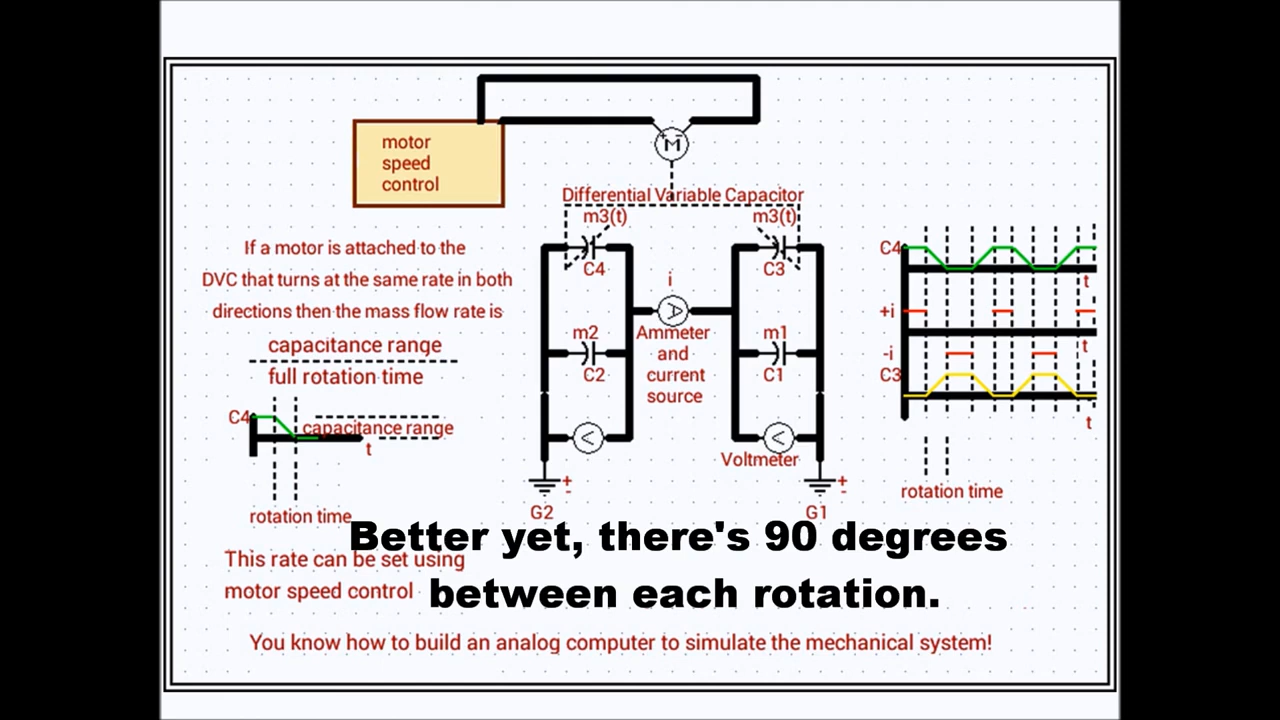 motor
speed
control
M
Differential Variable Capacitor
m3(t)
m3(t)
C4
C3
If a motor is attached to the
DVC that turns at the same rate in both
directions then the mass flow rate is
capacitance range
full rotation time
C4
capacitance range
t
rotation time
i
A
Ammeter
and
current
source
m2
C2
m1
C1
V
V
Voltmeter
+
-
G2
+
-
G1
C4
t
+i
t
-i
C3
t
rotation time
Better yet, there's 90 degrees
between each rotation.
This rate can be set using
motor speed control
You know how to build an analog computer to simulate the mechanical system!